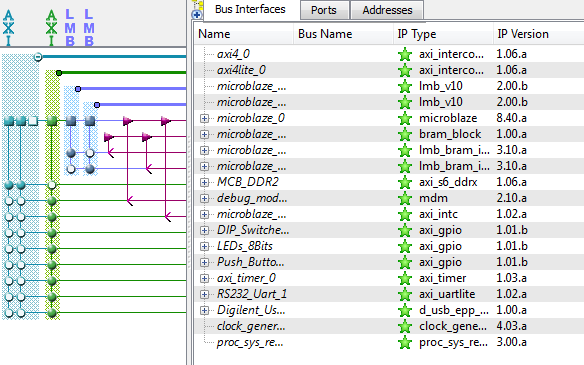 AXI AXI LMB LMB
Bus Interfaces Ports Addresses
Name Bus Name IP Type IP Version
axi4_0 axi_interco... 1.06.a
axi4lite_0 axi_interco... 1.06.a
microblaze_... lmb_v10 2.00.b
microblaze_... lmb_v10 2.00.b
microblaze_0 microblaze 8.40.a
microblaze_... bram_block 1.00.a
microblaze_... lmb_bram_i... 3.10.a
microblaze_... lmb_bram_i... 3.10.a
MCB_DDR2 axi_s6_ddrx 1.06.a
debug_mod... mdm 2.10.a
microblaze_... axi_intc 1.02.a
DIP_Switche... axi_gpio 1.01.b
LEDs_8Bits axi_gpio 1.01.b
Push_Butto... axi_gpio 1.01.b
axi_timer_0 axi_timer 1.03.a
RS232_Uart_1 axi_uartlite 1.02.a
Digilent_Us... d_usb_epp_... 1.00.a
clock_gener... clock_gene... 4.03.a
proc_sys_re... proc_sys_re... 3.00.a